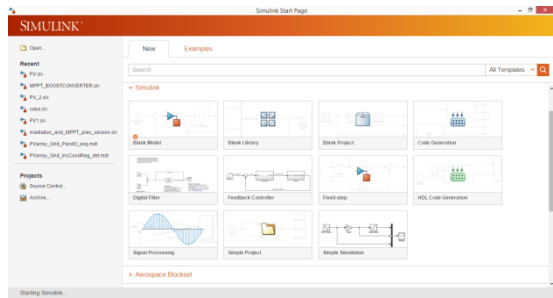 Simulink Start Page
SIMULINK®
Open...
New
Examples
Recent
Search
All Templates
PV.slx
MPPT_BOOSTCONVERTER.slx
PV_2.slx
PV1.slx
irradiation_and_MPPT_prev_version.slx
PVarray_Grid_PandO_avg.mdl
PVarray_Grid_IncCondReg_det.mdl
Projects
Source Control...
Archive...
Simulink
Blank Model
Blank Library
Blank Project
Code Generation
Digital Filter
Feedback Controller
Fixed-step
HDL Code Generation
Signal Processing
Simple Project
Simple Simulation
Aerospace Blockset
Starting Simulink...